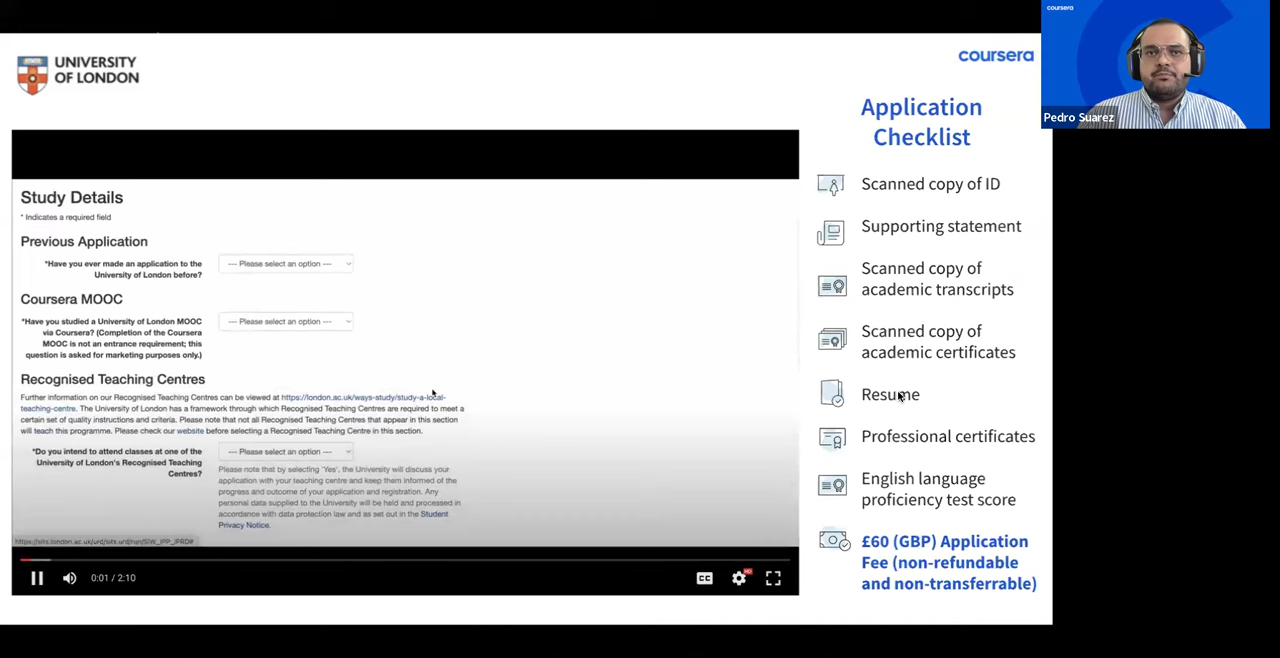 UNIVERSITY
OF LONDON
coursera
coursera
Pedro Suarez
Study Details
* Indicates a required field
Previous Application
*Have you ever made an application to the
University of London before?
--- Please select an option ---
Coursera MOOC
*Have you studied a University of London MOOC
via Coursera? (Completion of the Coursera
MOOC is not an entrance requirement; this
question is asked for marketing purposes only.)
--- Please select an option ---
Recognised Teaching Centres
Further information on our Recognised Teaching Centres can be viewed at https://london.ac.uk/ways-study/study-a-local-
teaching-centre. The University of London has a framework through which Recognised Teaching Centres are required to meet a
certain set of quality instructions and criteria. Please note that not all Recognised Teaching Centres that appear in this section
will teach this programme. Please check our website before selecting a Recognised Teaching Centre in this section.
*Do you intend to attend classes at one of the
University of London's Recognised Teaching
Centres?
--- Please select an option ---
Please note that by selecting 'Yes', the University will discuss your
application with your teaching centre and keep them informed of the
progress and outcome of your application and registration. Any
personal data supplied to the University will be held and processed in
accordance with data protection law and as set out in the Student
Privacy Notice.
0:01 / 2:10
CC
HD
Application
Checklist
Scanned copy of ID
Supporting statement
Scanned copy of
academic transcripts
Scanned copy of
academic certificates
Resume
Professional certificates
English language
proficiency test score
£60 (GBP) Application
Fee (non-refundable
and non-transferrable)